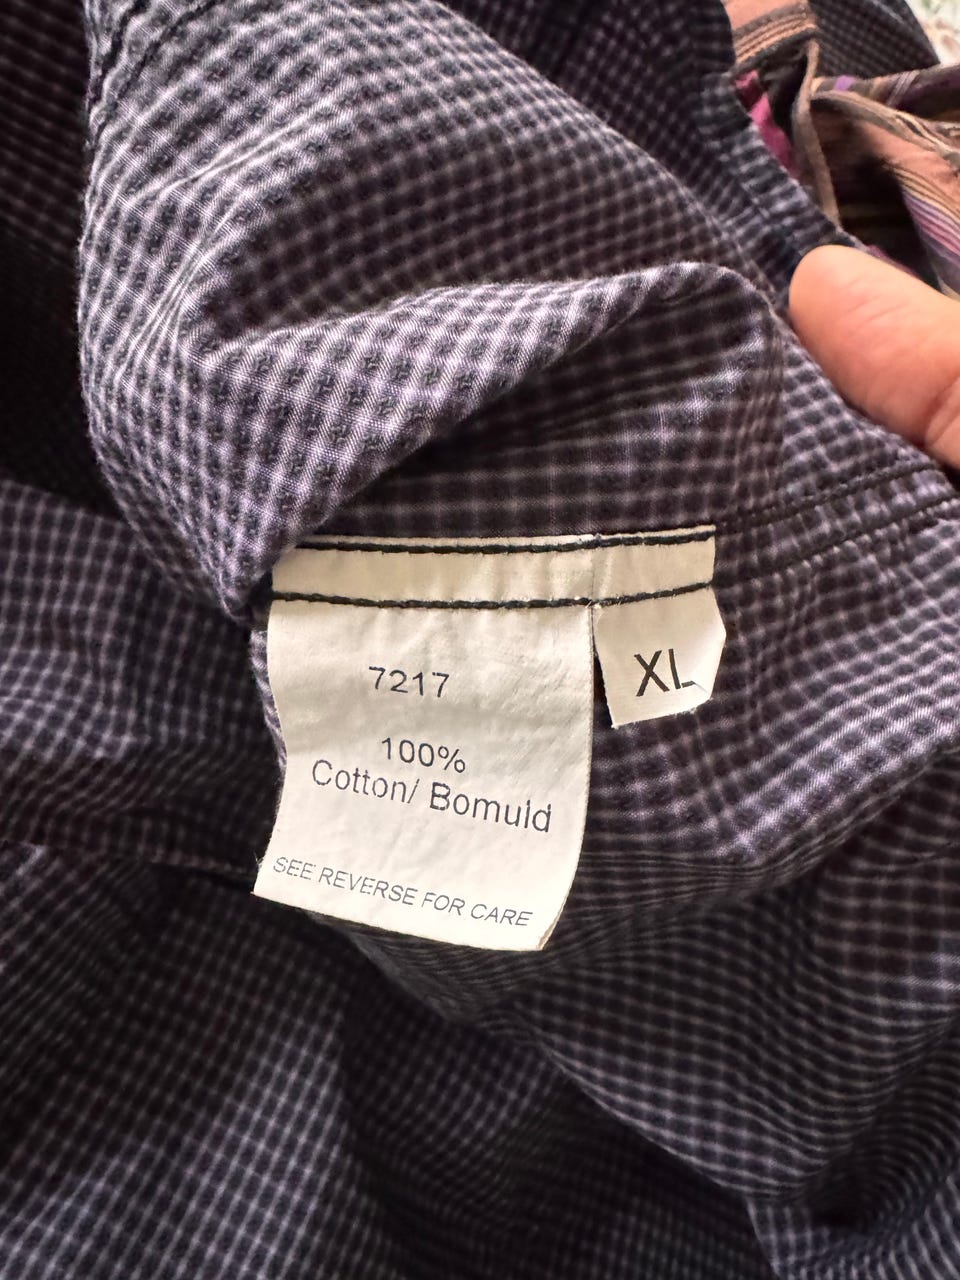 7217
XL
100%
Cotton/ Bomuld
SEE REVERSE FOR CARE